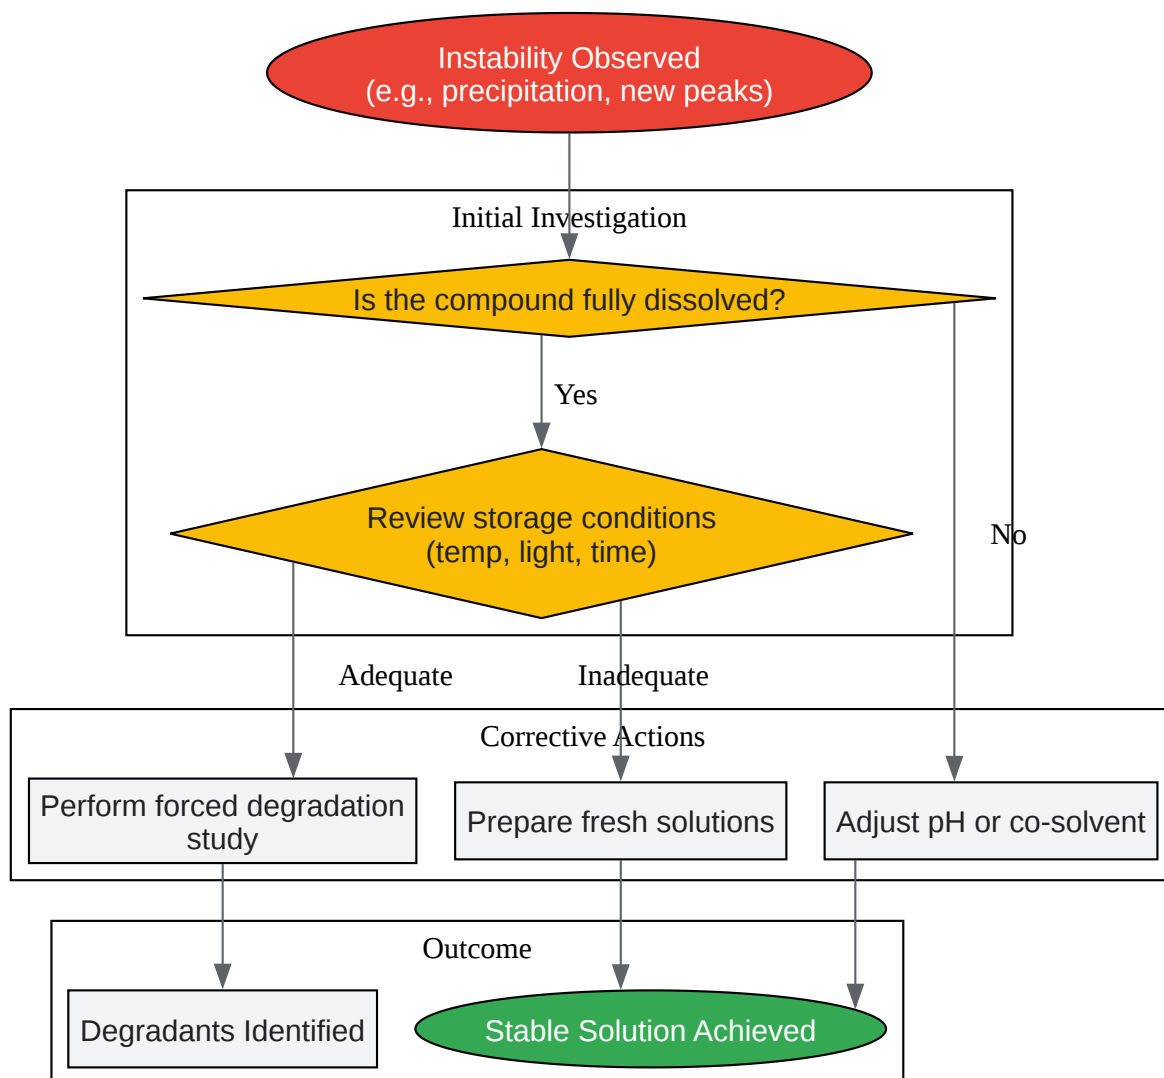 Instability Observed
(e.g., precipitation, new peaks)
Initial Investigation
Is the compound fully dissolved?
Yes
Review storage conditions
(temp, light, time)
No
Adequate
Inadequate
Corrective Actions
Perform forced degradation
study
Prepare fresh solutions
Adjust pH or co-solvent
Outcome
Degradants Identified
Stable Solution Achieved